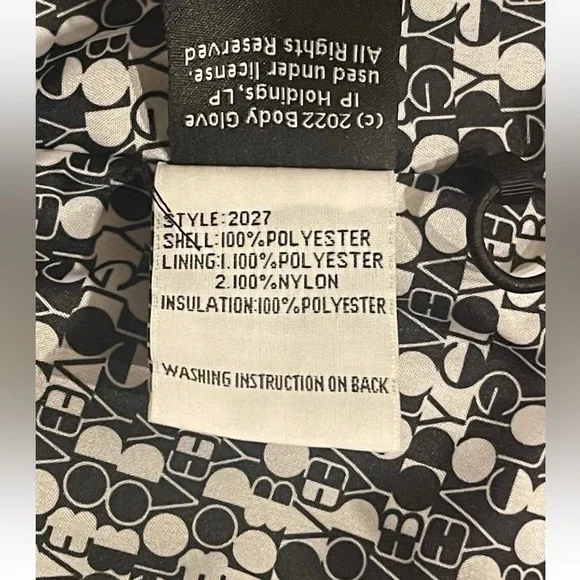 (c) 2022 Body Glove
IP Holdings, LP
used under license.
All Rights Reserved
STYLE:2027
SHELL:100%POLYESTER
LINING:1.100%POLYESTER
2.100%NYLON
INSULATION:100%POLYESTER
WASHING INSTRUCTION ON BACK